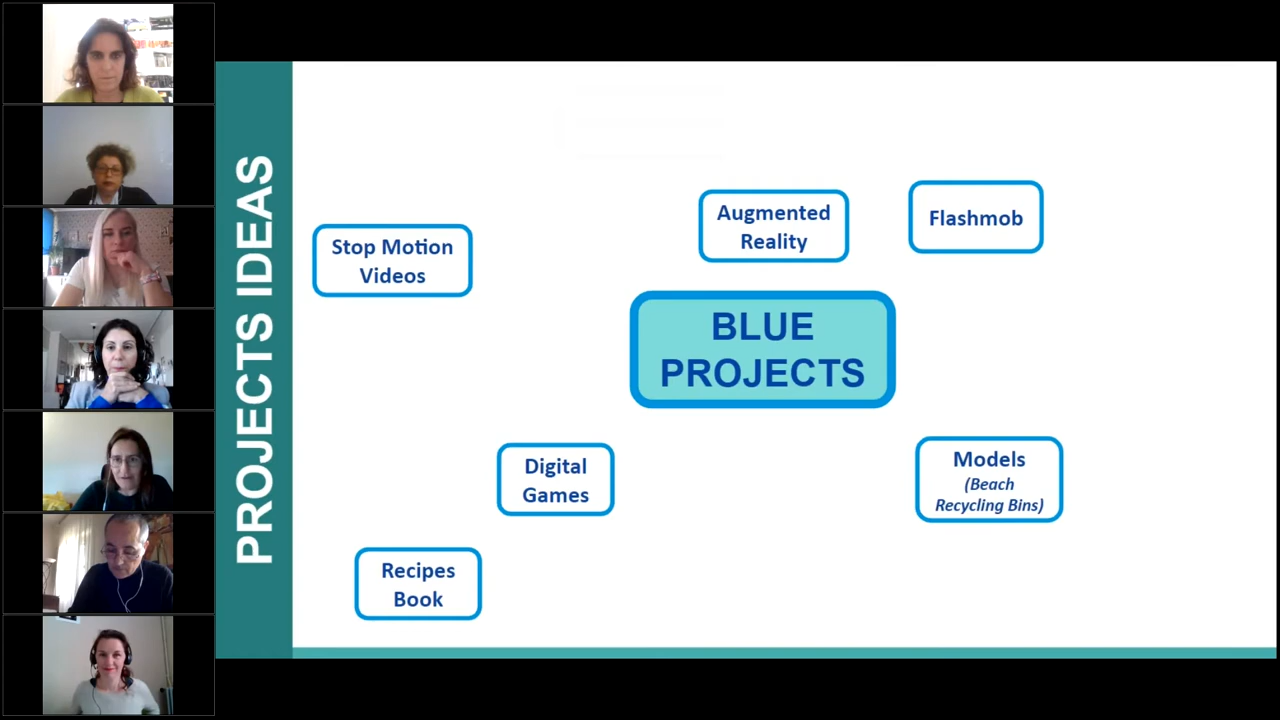 PROJECTS IDEAS
Stop Motion
Videos
Augmented
Reality
Flashmob
BLUE
PROJECTS
Digital
Games
Models
(Beach
Recycling Bins)
Recipes
Book